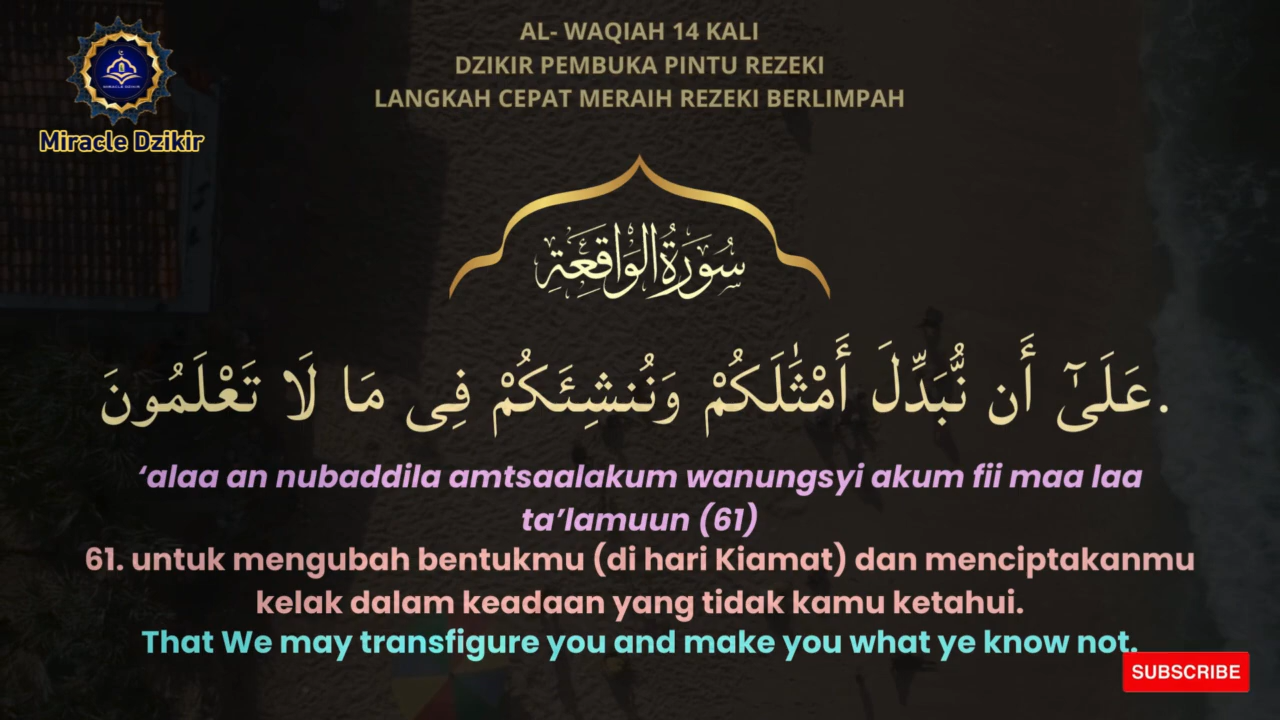 AL- WAQIAH 14 KALI
DZIKIR PEMBUKA PINTU REZEKI
LANGKAH CEPAT MERAIH REZEKI BERLIMPAH
MIRACLE DZIKIR
Miracle Dzikir
سُورَةُ الْوَاقِعَةِ
عَلَىٰٓ أَن نُّبَدِّلَ أَمْثَٰلَكُمْ وَنُنشِئَكُمْ فِى مَا لَا تَعْلَمُونَ.
‘alaa an nubaddila amtsaalakum wanungsyi akum fii maa laa
ta’lamuun (61)
61. untuk mengubah bentukmu (di hari Kiamat) dan menciptakanmu
kelak dalam keadaan yang tidak kamu ketahui.
That We may transfigure you and make you what ye know not.
SUBSCRIBE